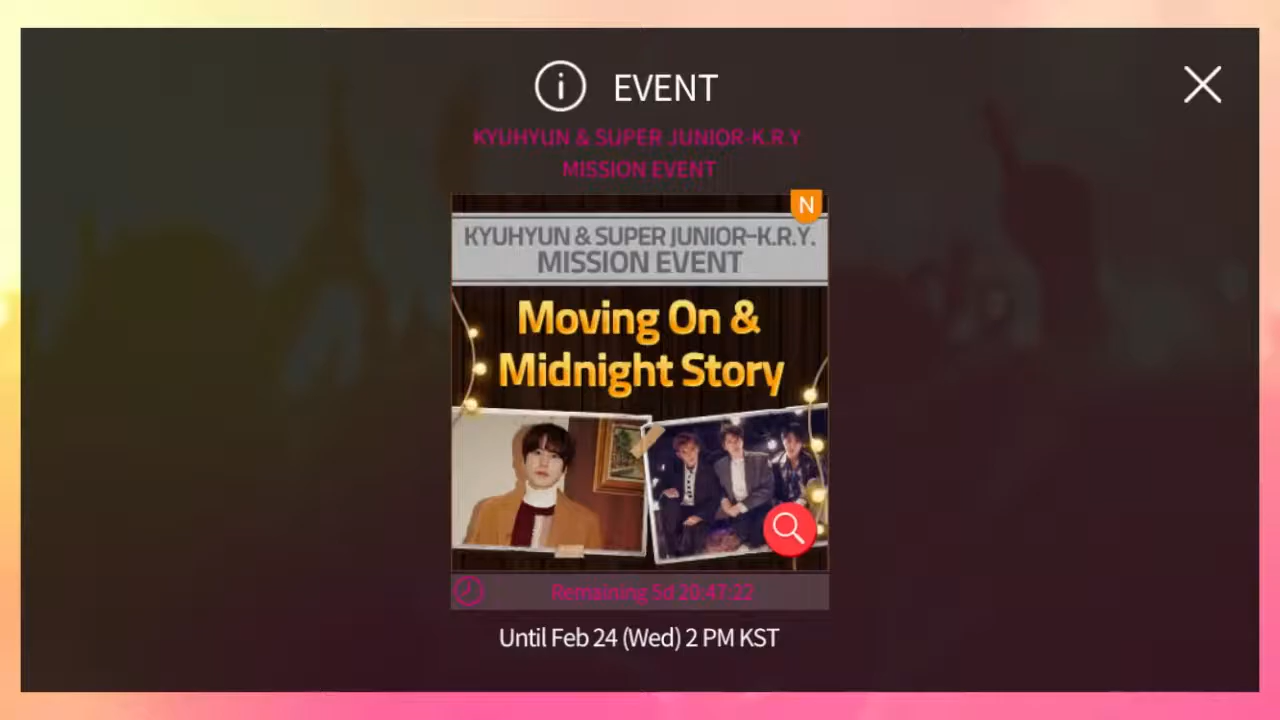 EVENT
KYUHYUN & SUPER JUNIOR-K.R.Y
MISSION EVENT
N
KYUHYUN & SUPER JUNIOR-K.R.Y.
MISSION EVENT
Moving On &
Midnight Story
Remaining 5d 20:47:22
Until Feb 24 (Wed) 2 PM KST